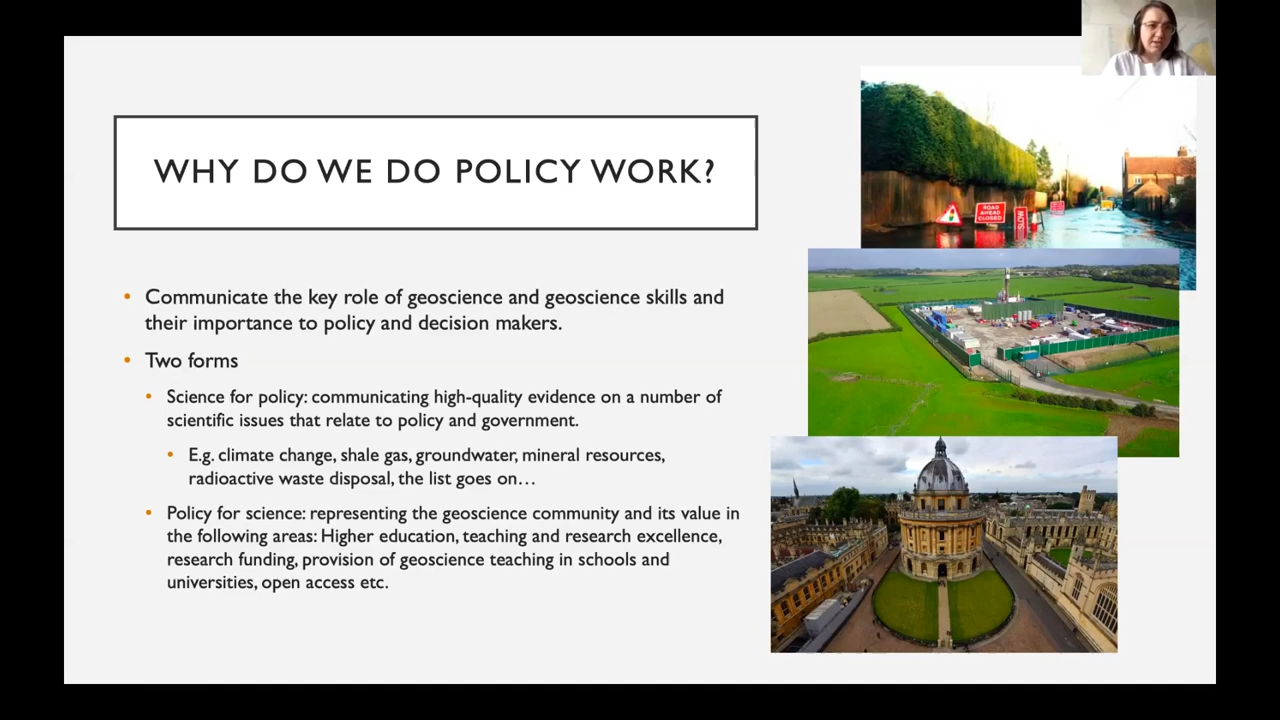 WHY DO WE DO POLICY WORK?
• Communicate the key role of geoscience and geoscience skills and
their importance to policy and decision makers.
• Two forms
• Science for policy: communicating high-quality evidence on a number of
scientific issues that relate to policy and government.
• E.g. climate change, shale gas, groundwater, mineral resources,
radioactive waste disposal, the list goes on…
• Policy for science: representing the geoscience community and its value in
the following areas: Higher education, teaching and research excellence,
research funding, provision of geoscience teaching in schools and
universities, open access etc.
ROAD
AHEAD
CLOSED
SLOW